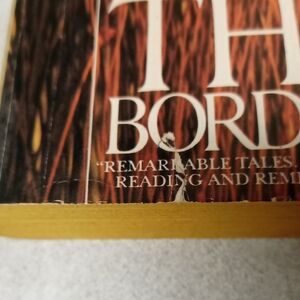 TH
BORD
"REMARKABLE TALES
READING AND REME